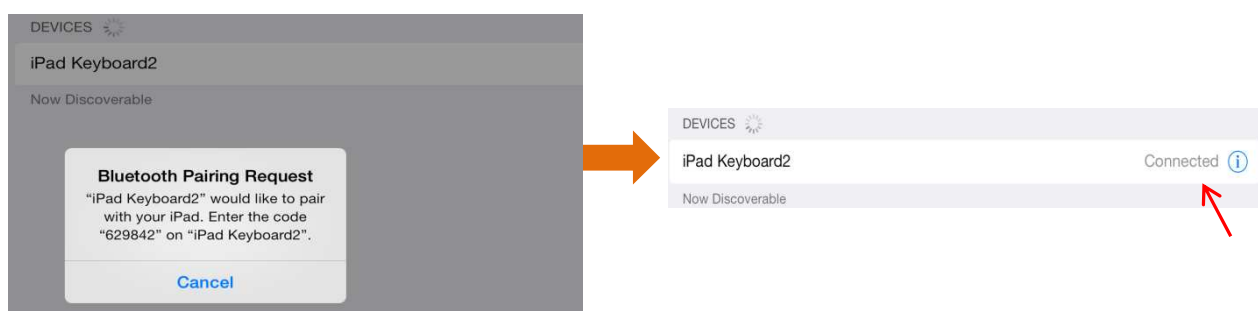 DEVICES
iPad Keyboard2
Now Discoverable
Bluetooth Pairing Request
“iPad Keyboard2” would like to pair
with your iPad. Enter the code
“629842” on “iPad Keyboard2”.
Cancel
DEVICES
iPad Keyboard2
Connected
Now Discoverable